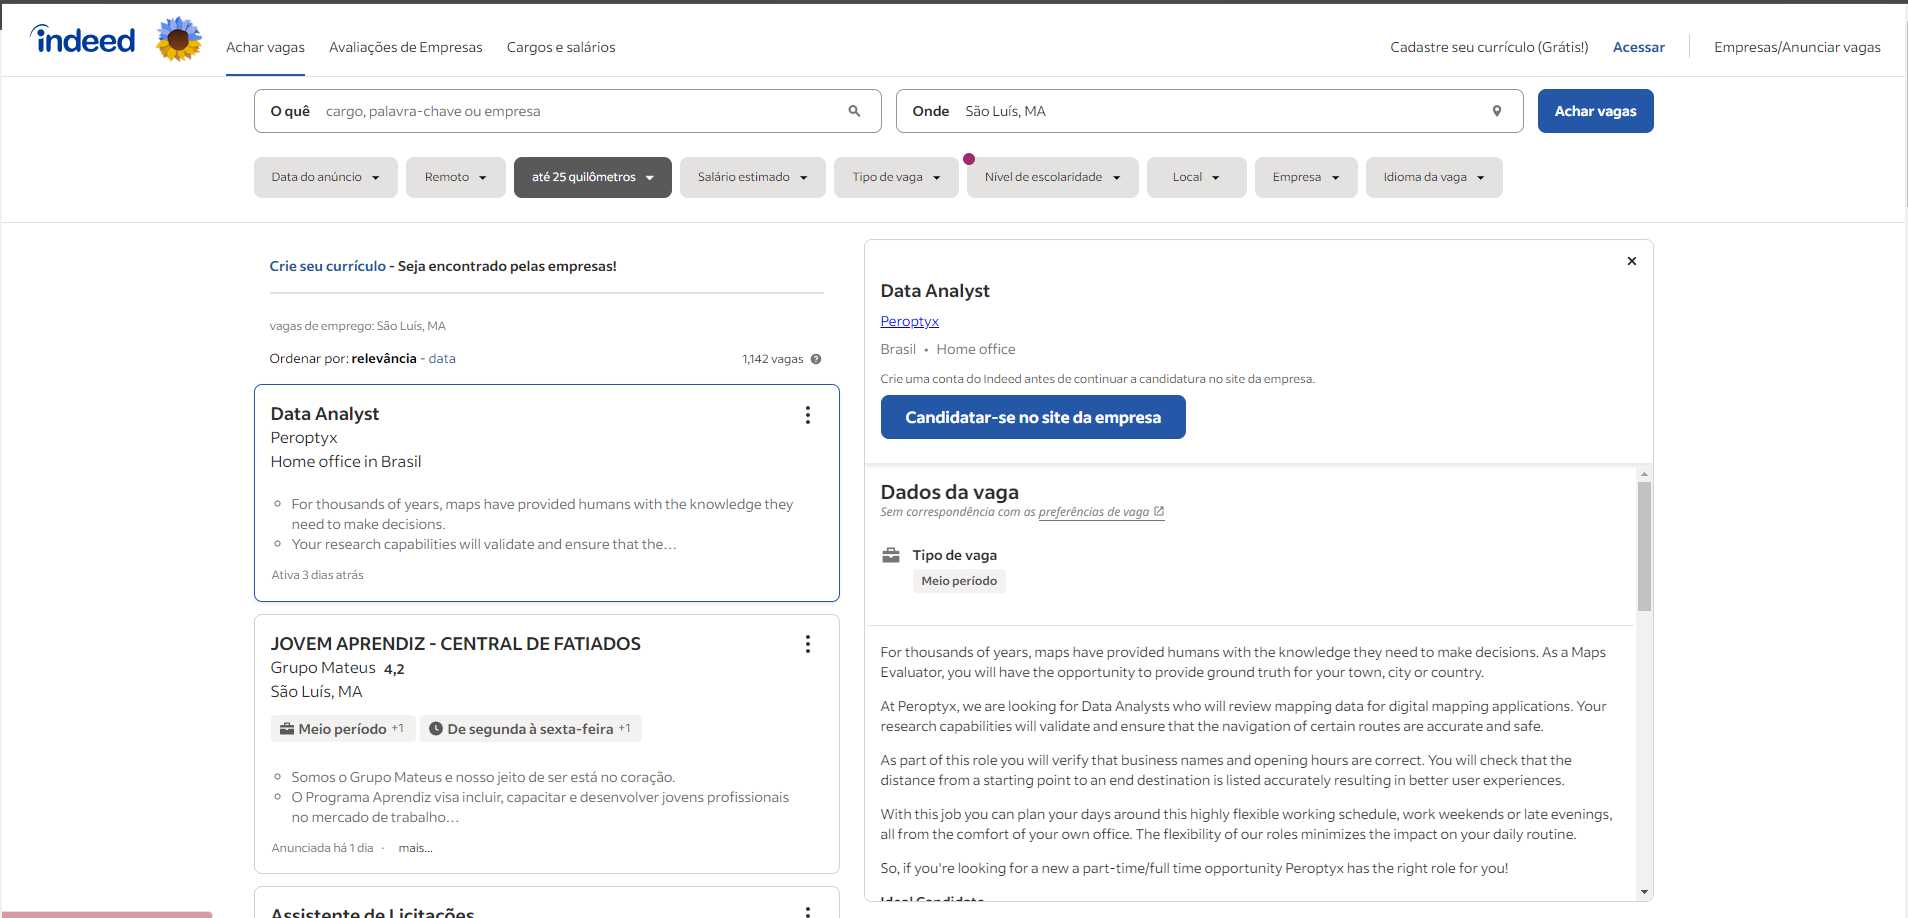 indeed
Achar vagas
Avaliações de Empresas
Cargos e salários
Cadastre seu currículo (Grátis!)
Acessar
Empresas/Anunciar vagas
O quê cargo, palavra-chave ou empresa
Onde São Luís, MA
Achar vagas
Data do anúncio
Remoto
até 25 quilômetros
Salário estimado
Tipo de vaga
Nível de escolaridade
Local
Empresa
Idioma da vaga
Crie seu currículo - Seja encontrado pelas empresas!
vagas de emprego: São Luís, MA
Ordenar por: relevância - data
1,142 vagas
Data Analyst
Peroptyx
Home office in Brasil
For thousands of years, maps have provided humans with the knowledge they
need to make decisions.
Your research capabilities will validate and ensure that the…
Ativa 3 dias atrás
JOVEM APRENDIZ - CENTRAL DE FATIADOS
Grupo Mateus 4,2
São Luís, MA
Meio período +1
De segunda à sexta-feira +1
Somos o Grupo Mateus e nosso jeito de ser está no coração.
O Programa Aprendiz visa incluir, capacitar e desenvolver jovens profissionais
no mercado de trabalho…
Anunciada há 1 dia · mais...
Assistente de Licitações
Data Analyst
Peroptyx
Brasil • Home office
Crie uma conta do Indeed antes de continuar a candidatura no site da empresa.
Candidatar-se no site da empresa
Dados da vaga
Sem correspondência com as preferências de vaga
Tipo de vaga
Meio período
For thousands of years, maps have provided humans with the knowledge they need to make decisions. As a Maps
Evaluator, you will have the opportunity to provide ground truth for your town, city or country.
At Peroptyx, we are looking for Data Analysts who will review mapping data for digital mapping applications. Your
research capabilities will validate and ensure that the navigation of certain routes are accurate and safe.
As part of this role you will verify that business names and opening hours are correct. You will check that the
distance from a starting point to an end destination is listed accurately resulting in better user experiences.
With this job you can plan your days around this highly flexible working schedule, work weekends or late evenings,
all from the comfort of your own office. The flexibility of our roles minimizes the impact on your daily routine.
So, if you're looking for a new a part-time/full time opportunity Peroptyx has the right role for you!
Ideal Candidate